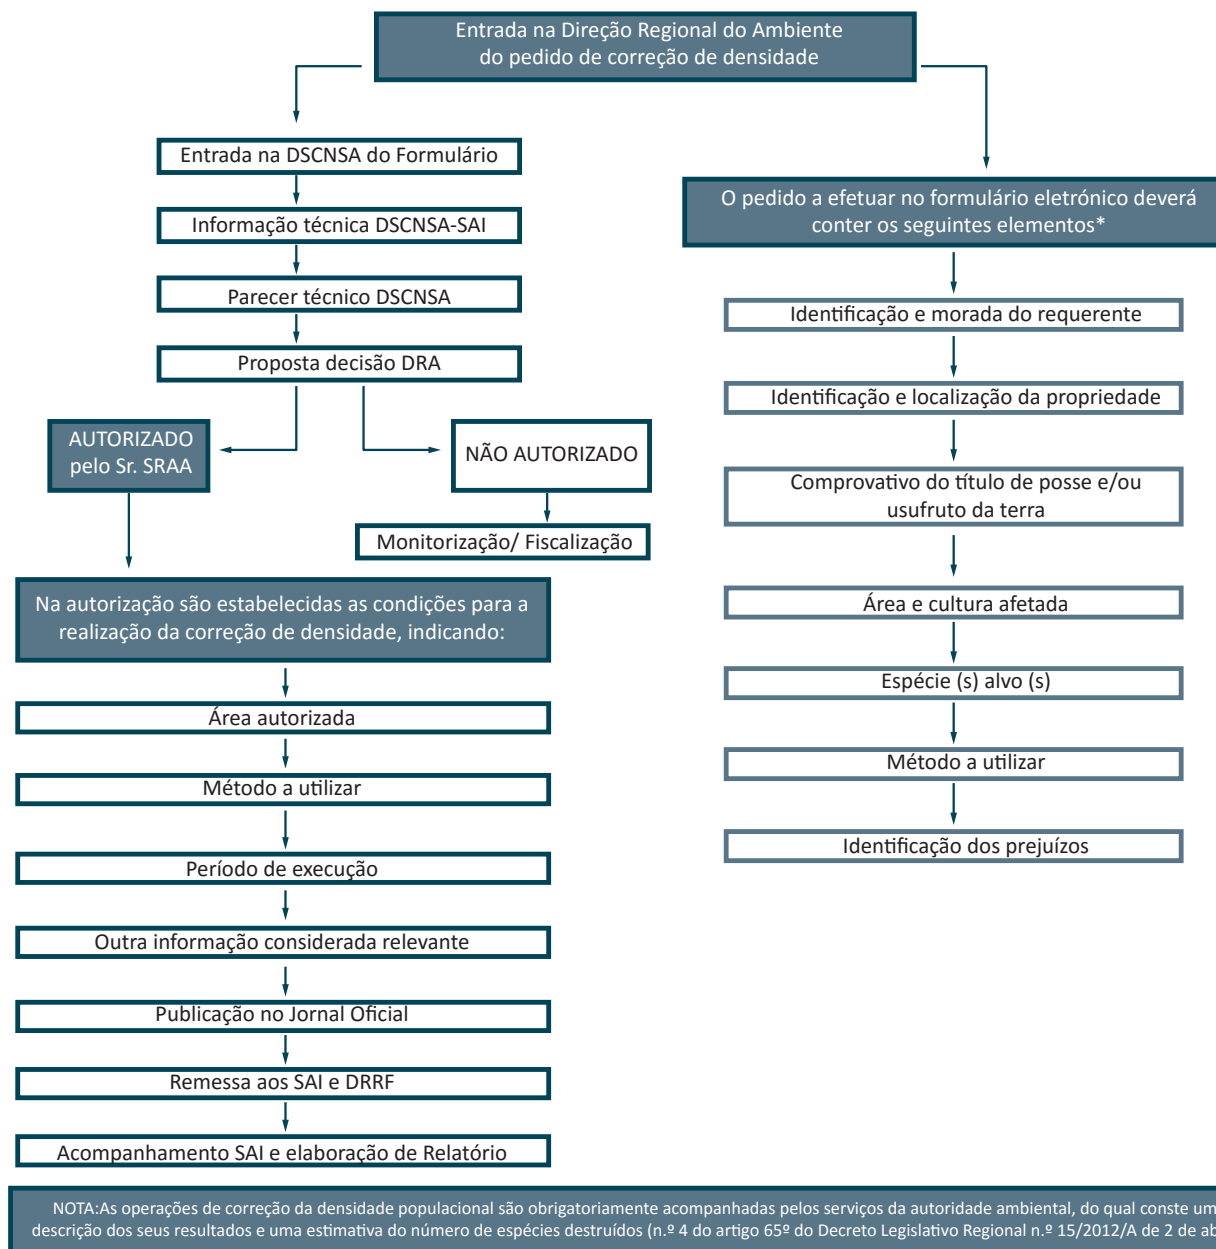 Entrada na Direção Regional do Ambiente
do pedido de correção de densidade
Entrada na DSCNSA do Formulário
Informação técnica DSCNSA-SAI
Parecer técnico DSCNSA
Proposta decisão DRA
AUTORIZADO
pelo Sr. SRAA
NÃO AUTORIZADO
Monitorização/ Fiscalização
Na autorização são estabelecidas as condições para a
realização da correção de densidade, indicando:
Área autorizada
Método a utilizar
Período de execução
Outra informação considerada relevante
Publicação no Jornal Oficial
Remessa aos SAI e DRRF
Acompanhamento SAI e elaboração de Relatório
O pedido a efetuar no formulário eletrónico deverá
conter os seguintes elementos*
Identificação e morada do requerente
Identificação e localização da propriedade
Comprovativo do título de posse e/ou
usufruto da terra
Área e cultura afetada
Espécie (s) alvo (s)
Método a utilizar
Identificação dos prejuízos
NOTA:As operações de correção da densidade populacional são obrigatoriamente acompanhadas pelos serviços da autoridade ambiental, do qual conste um
descrição dos seus resultados e uma estimativa do número de espécies destruídos (n.º 4 do artigo 65º do Decreto Legislativo Regional n.º 15/2012/A de 2 de ab